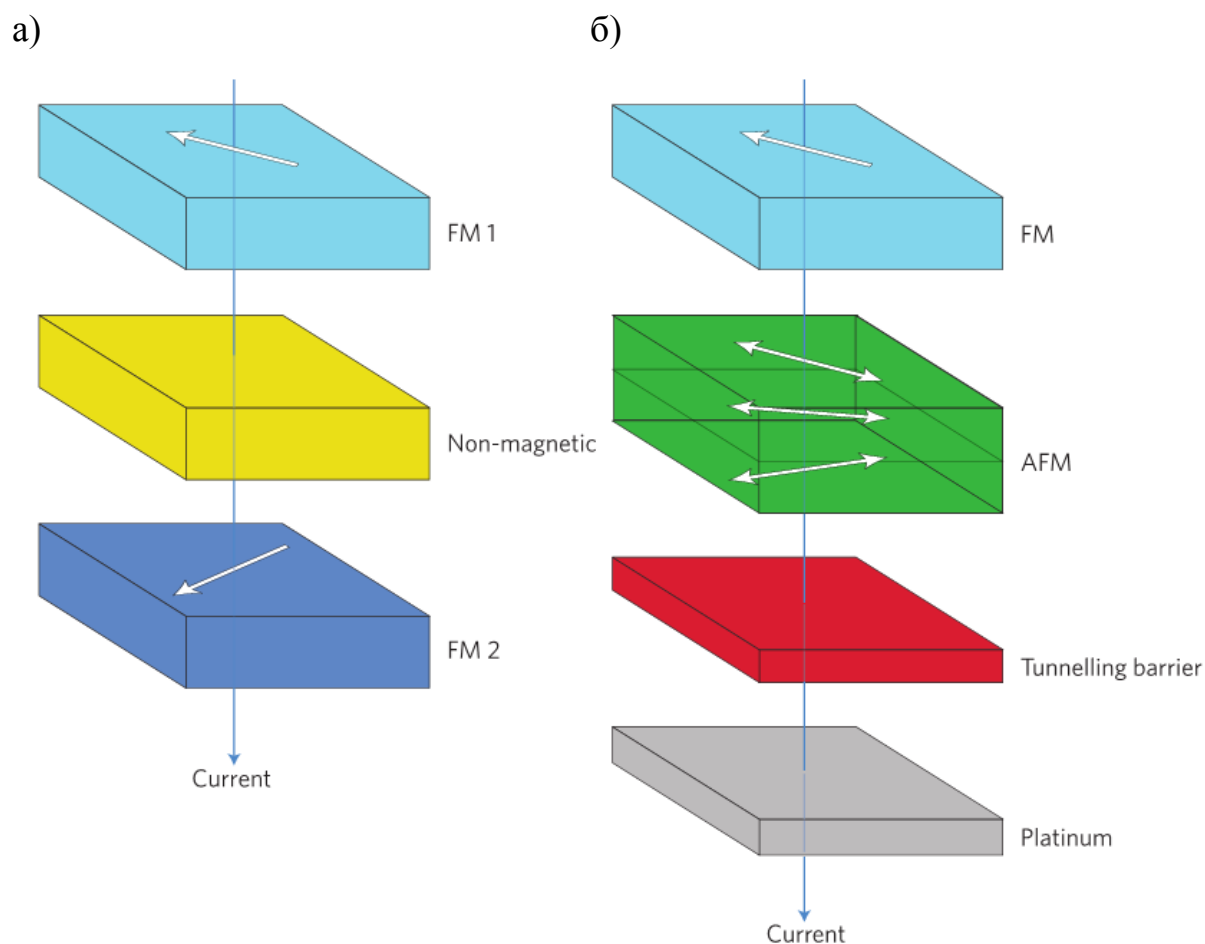 а)
FM 1
Non-magnetic
FM 2
Current
б)
FM
AFM
Tunnelling barrier
Platinum
Current